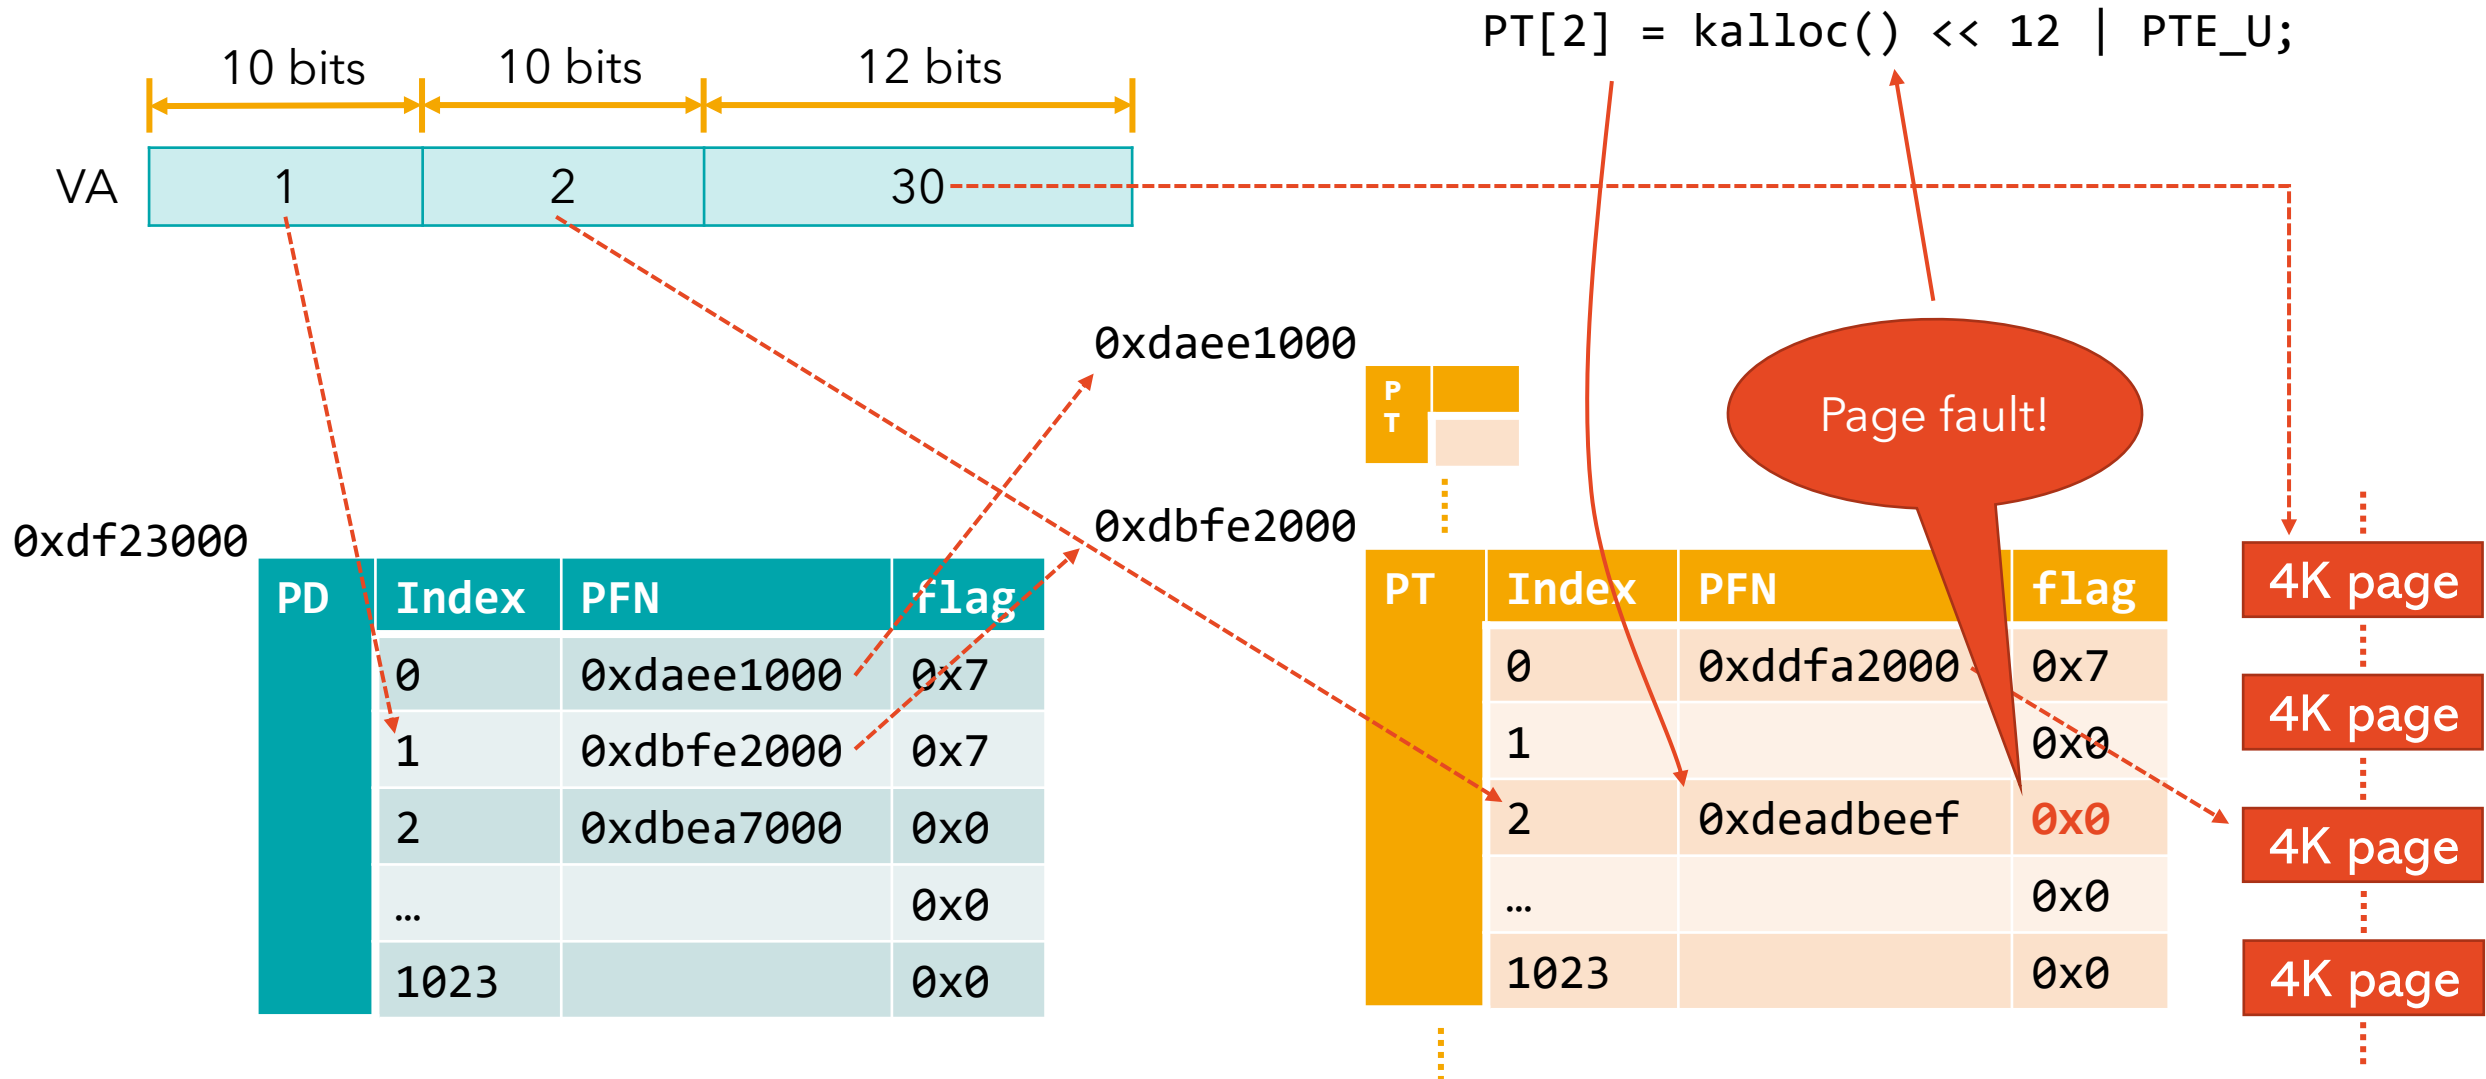 PT[2] = kalloc() << 12 | PTE_U;
10 bits 10 bits 12 bits
VA 1 2 30
0xdaee1000
P
T
Page fault!
0xdbfe2000
0xdf23000
PD Index PFN flag
0 0xdaee1000 0x7
1 0xdbfe2000 0x7
2 0xdbea7000 0x0
… 0x0
1023 0x0
PT Index PFN flag
0 0xddfa2000 0x7
1 0x0
2 0xdeadbeef 0x0
… 0x0
1023 0x0
4K page
4K page
4K page
4K page